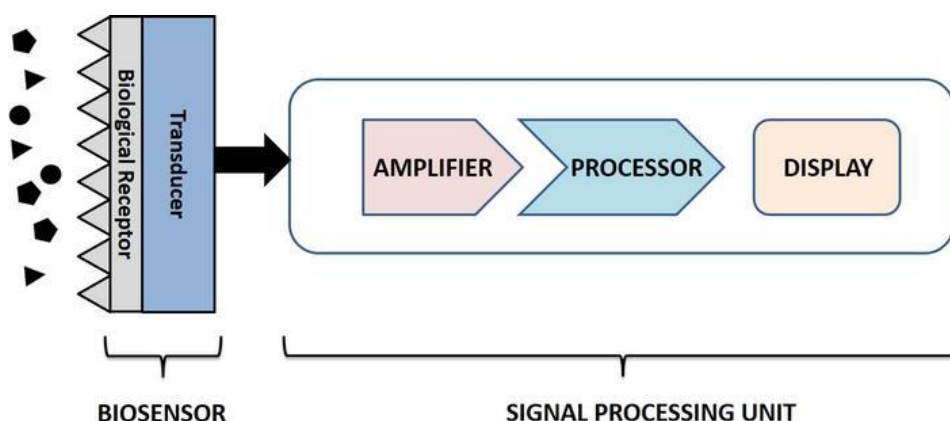 Biological Receptor
Transducer
AMPLIFIER
PROCESSOR
DISPLAY
BIOSENSOR
SIGNAL PROCESSING UNIT